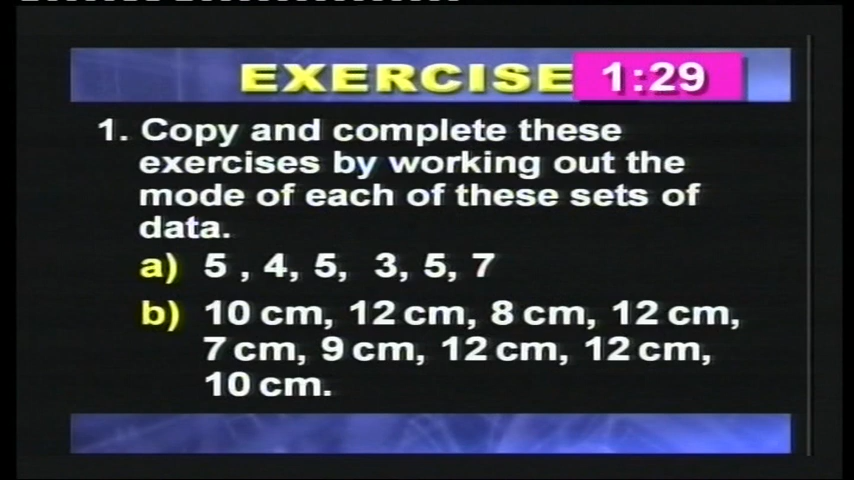 EXERCISE 1:29
1. Copy and complete these
exercises by working out the
mode of each of these sets of
data.
a) 5 , 4, 5, 3, 5, 7
b) 10 cm, 12 cm, 8 cm, 12 cm,
7 cm, 9 cm, 12 cm, 12 cm,
10 cm.